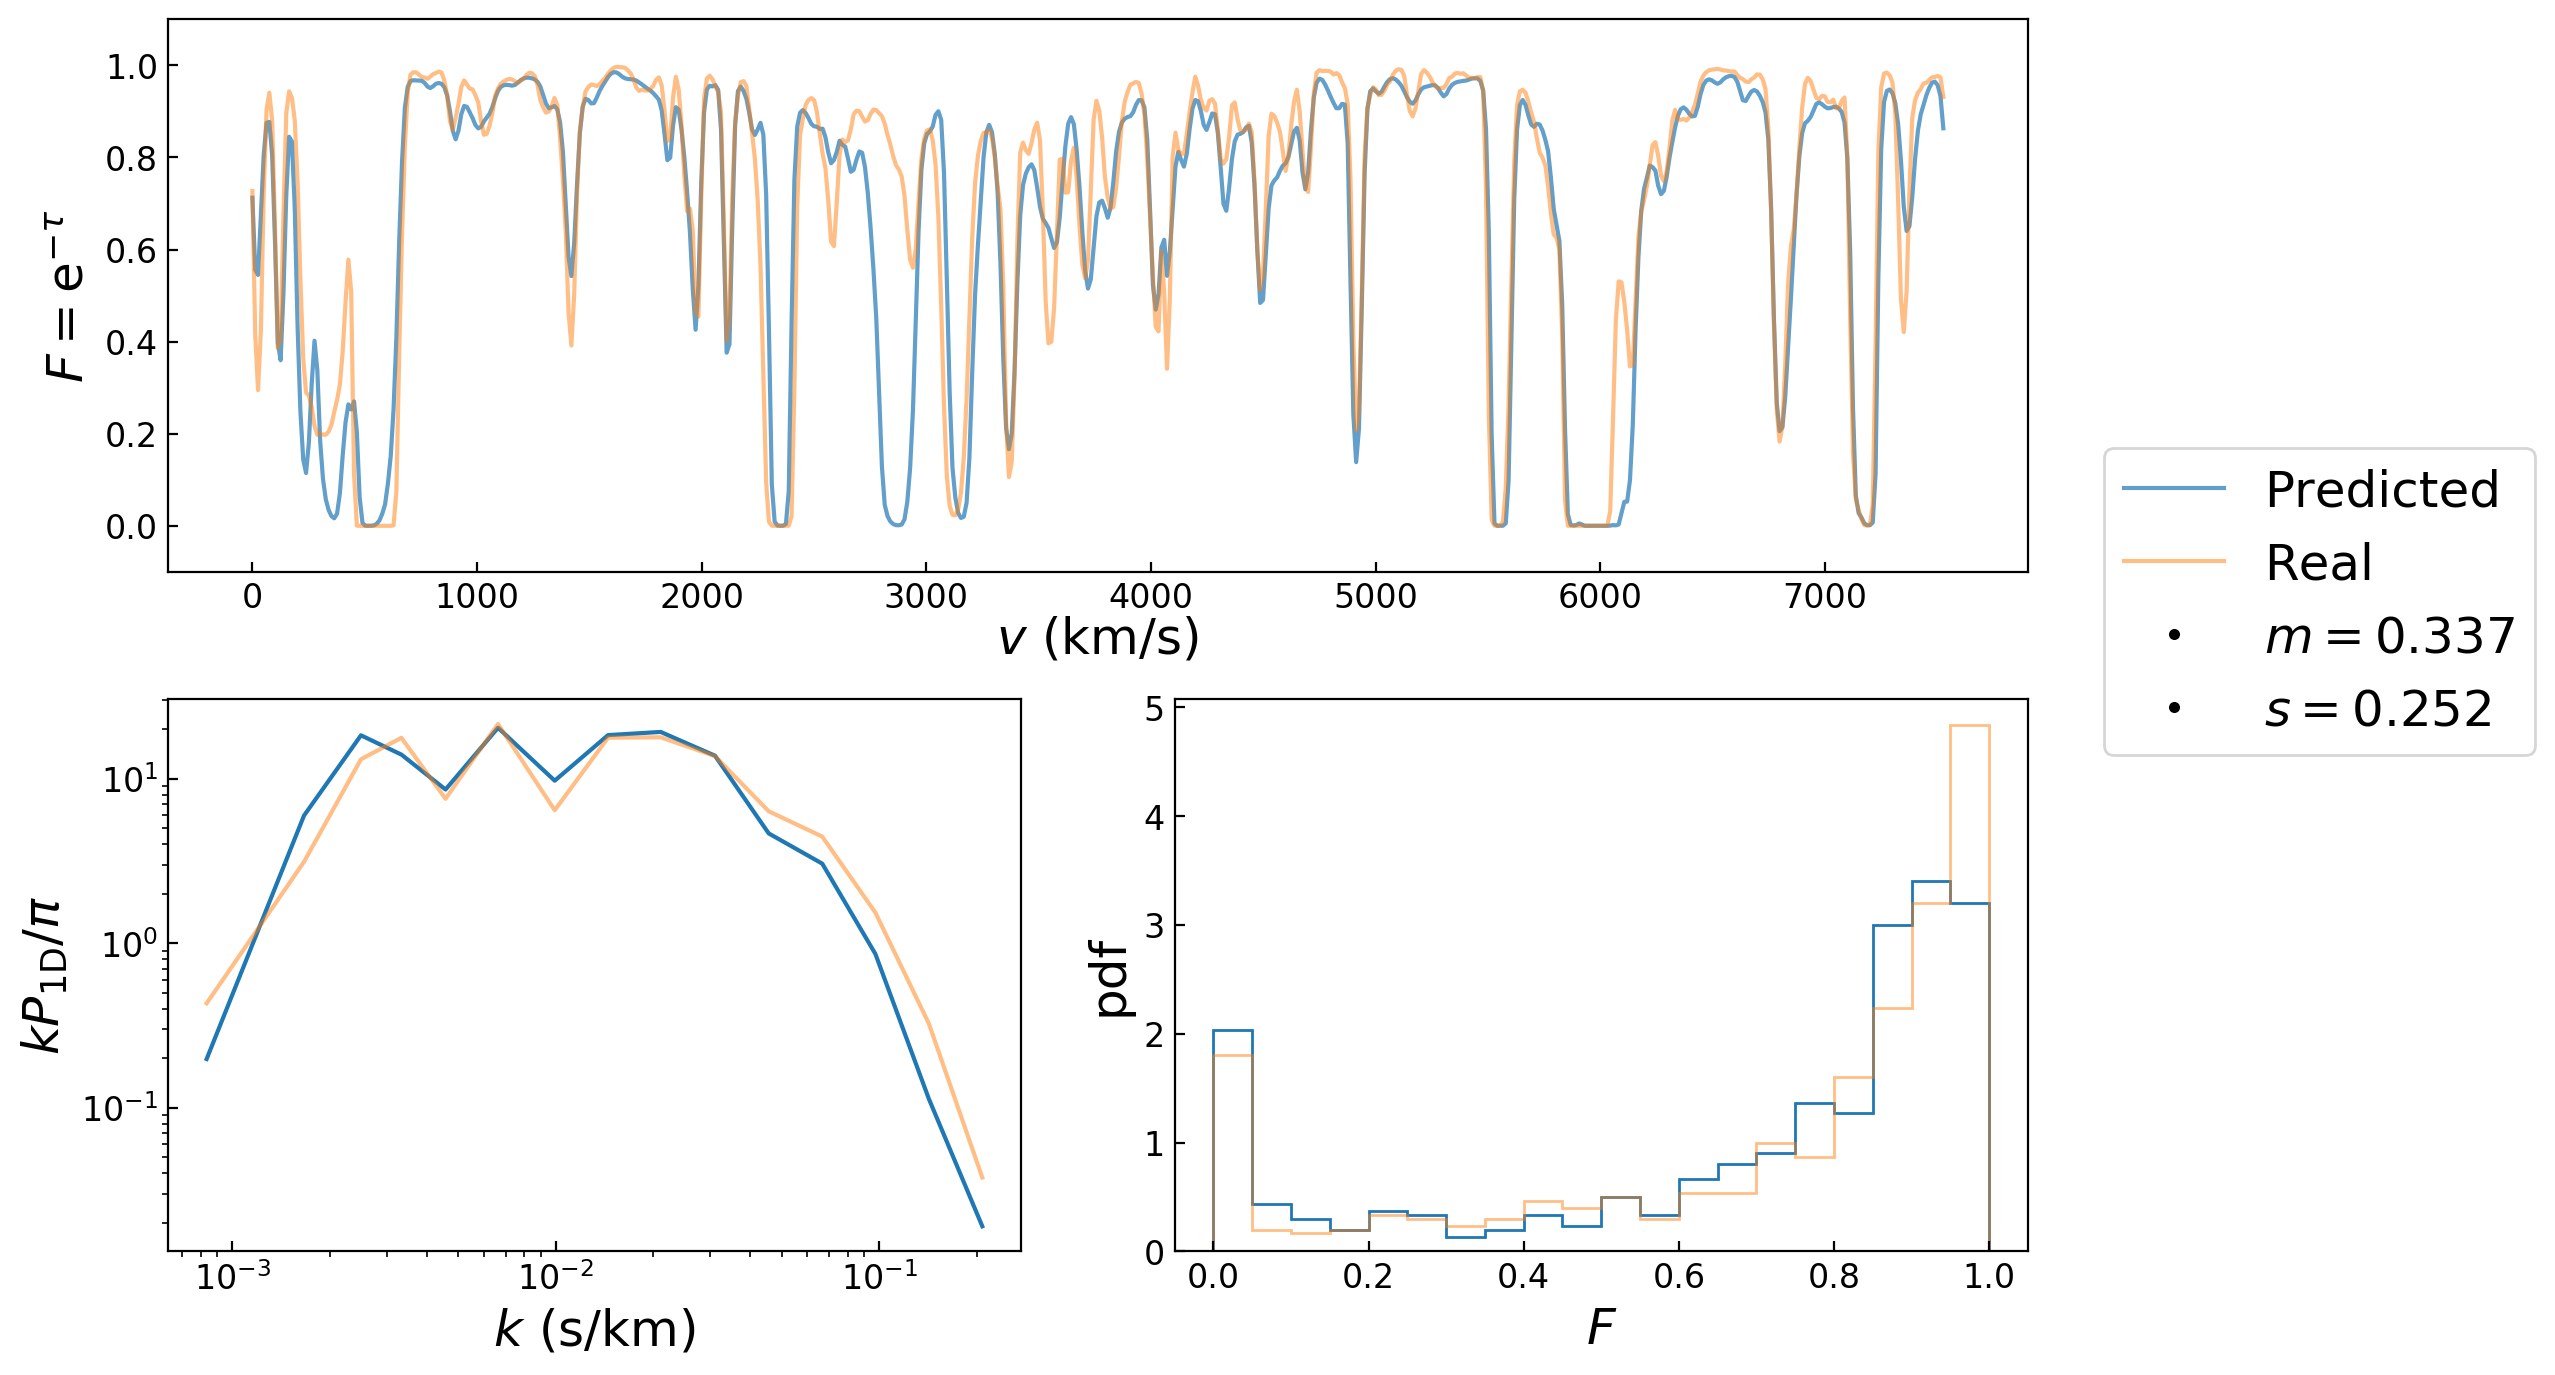 1.0
0.8
0.6
0.4
0.2
0.0
F = e^{−τ}
0 1000 2000 3000 4000 5000 6000 7000
v (km/s)
Predicted
Real
m = 0.337
s = 0.252
10^1
10^0
10^{−1}
kP_{1D}/π
10^{−3} 10^{−2} 10^{−1}
k (s/km)
5
4
3
2
1
0
pdf
0.0 0.2 0.4 0.6 0.8 1.0
F